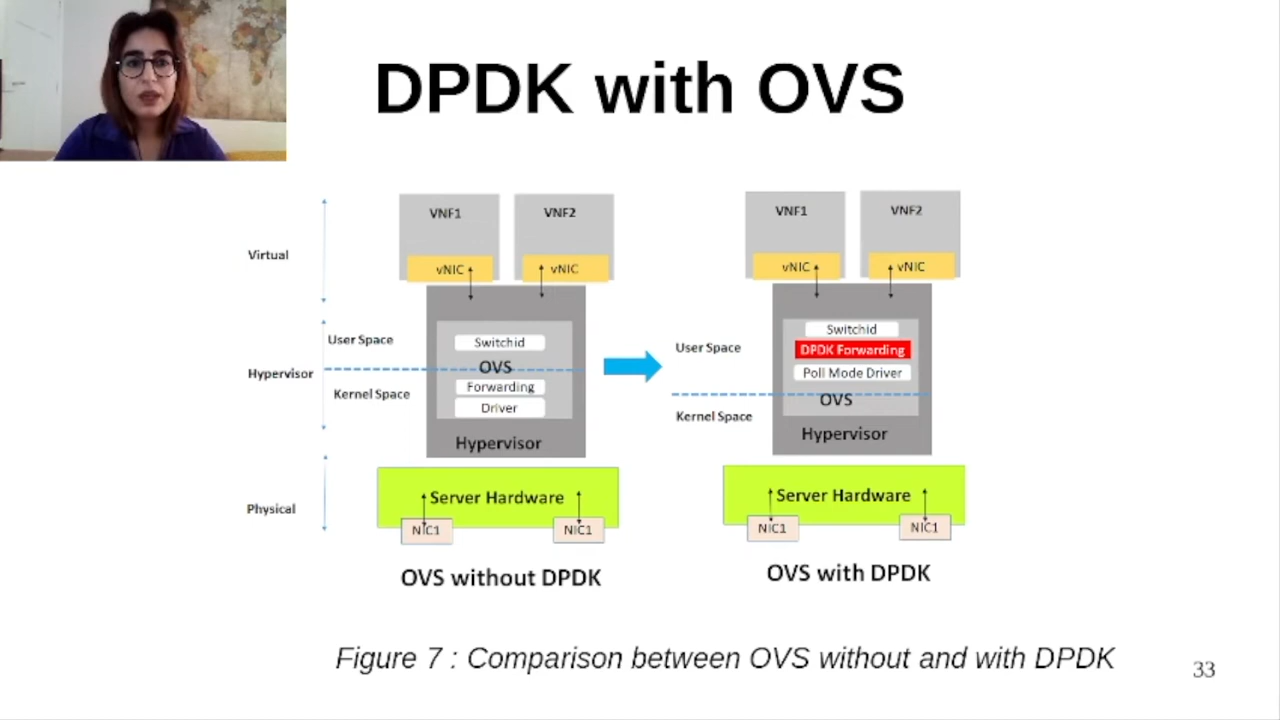 DPDK with OVS
Virtual
Hypervisor
Physical
User Space
Kernel Space
VNF1
vNIC
VNF2
vNIC
Switchid
OVS
Forwarding
Driver
Hypervisor
Server Hardware
NIC1
NIC1
OVS without DPDK
User Space
Kernel Space
VNF1
vNIC
VNF2
vNIC
Switchid
DPDK Forwarding
Poll Mode Driver
OVS
Hypervisor
Server Hardware
NIC1
NIC1
OVS with DPDK
Figure 7 : Comparison between OVS without and with DPDK
33